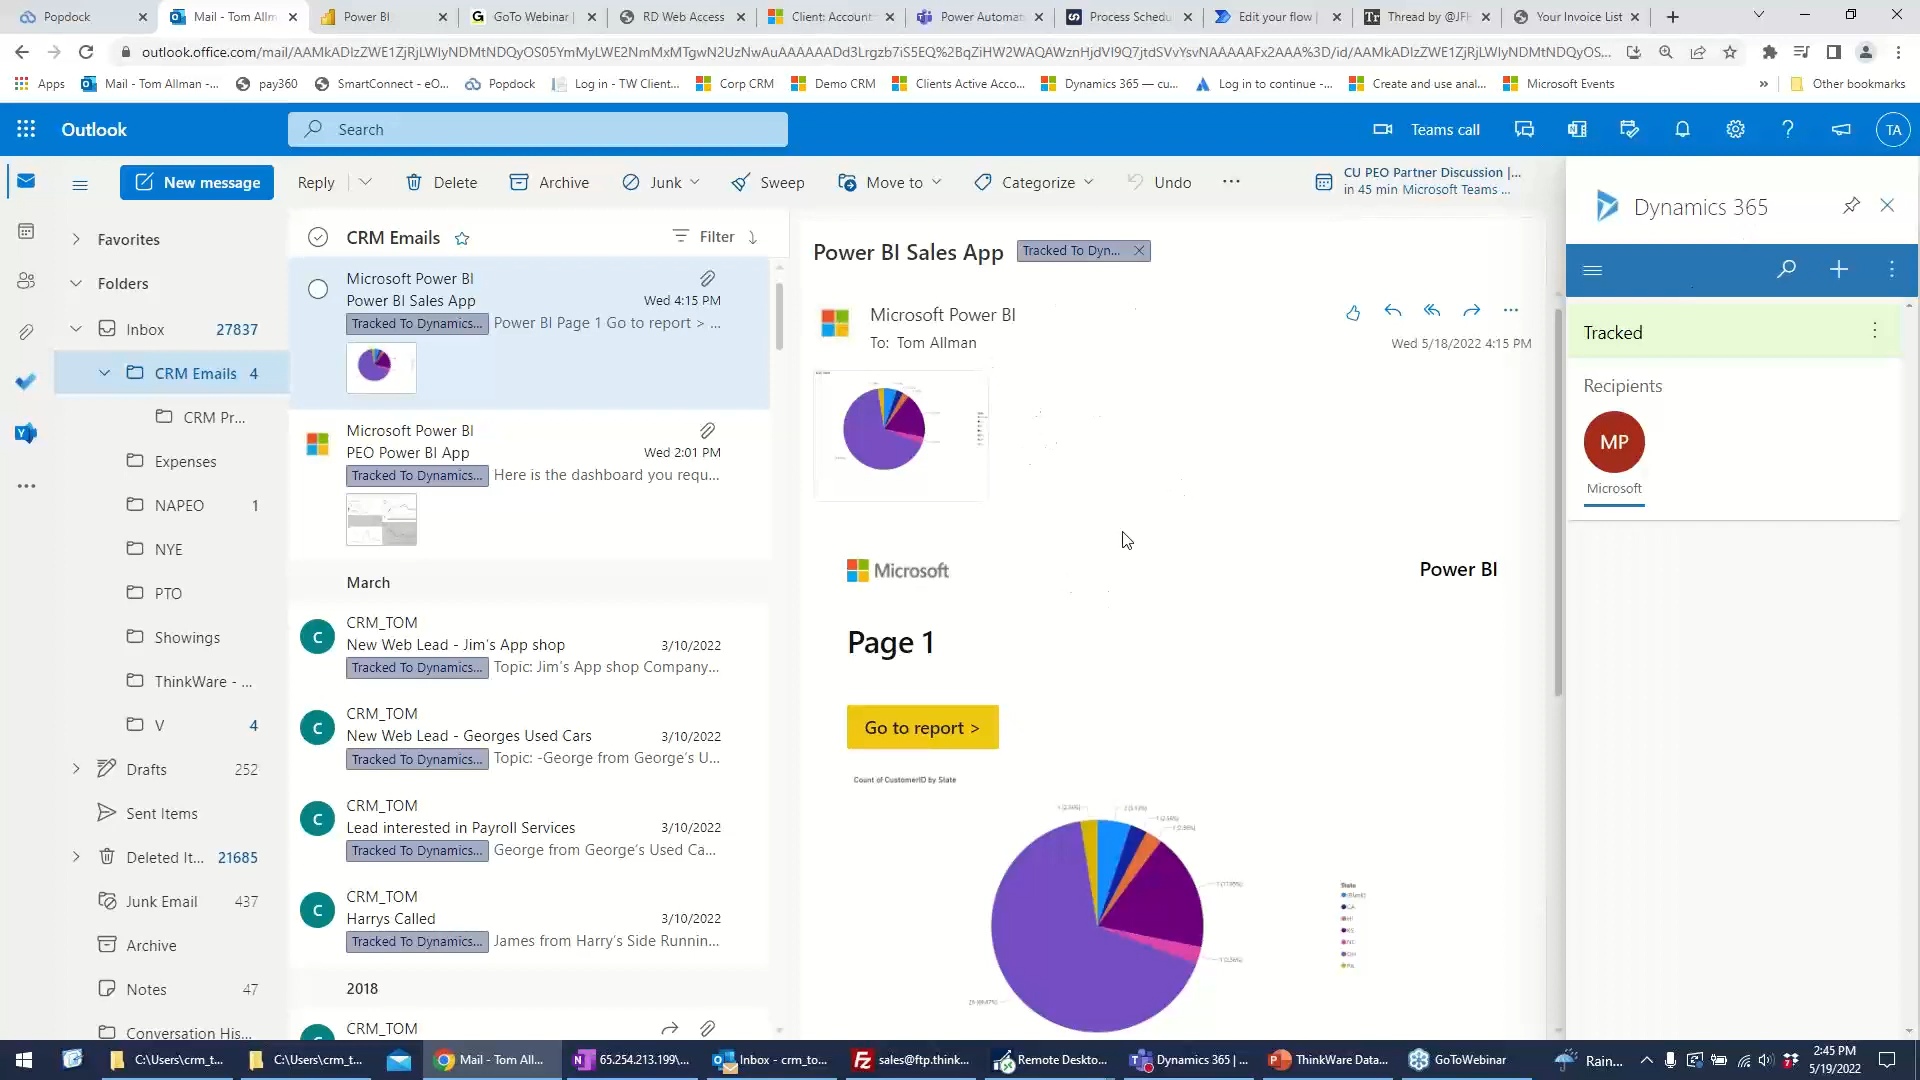 Popdock
Mail - Tom Allm
Power BI
GoTo Webinar |
RD Web Access
Client: Account
Power Automat
Process Schedu
Edit your flow |
Thread by @JFH
Your Invoice List
Apps
Mail - Tom Allman -...
pay360
SmartConnect - eO...
Popdock
Log in - TW Client...
Corp CRM
Demo CRM
Clients Active Acco...
Dynamics 365 — cu...
Log in to continue -...
Create and use anal...
Microsoft Events
»
Other bookmarks
Outlook
Search
Teams call
TA
New message
Reply
Delete
Archive
Junk
Sweep
Move to
Categorize
Undo
CU PEO Partner Discussion |...
in 45 min Microsoft Teams ...
Dynamics 365
Favorites
Folders
Inbox 27837
CRM Emails 4
CRM Pr...
Expenses
NAPEO 1
NYE
PTO
Showings
ThinkWare - ...
V 4
Drafts 252
Sent Items
Deleted It... 21685
Junk Email 437
Archive
Notes 47
Conversation His...
CRM Emails
Filter
Microsoft Power BI
Power BI Sales App Wed 4:15 PM
Tracked To Dynamics... Power BI Page 1 Go to report > ...
Microsoft Power BI
PEO Power BI App Wed 2:01 PM
Tracked To Dynamics... Here is the dashboard you requ...
March
C
CRM_TOM
New Web Lead - Jim's App shop 3/10/2022
Tracked To Dynamics... Topic: Jim's App shop Company...
C
CRM_TOM
New Web Lead - Georges Used Cars 3/10/2022
Tracked To Dynamics... Topic: -George from George's U...
C
CRM_TOM
Lead interested in Payroll Services 3/10/2022
Tracked To Dynamics... George from George's Used Ca...
C
CRM_TOM
Harrys Called 3/10/2022
Tracked To Dynamics... James from Harry's Side Runnin...
2018
CRM_TOM
Power BI Sales App
Tracked To Dyn...
Microsoft Power BI
To: Tom Allman
Wed 5/18/2022 4:15 PM
Microsoft
Power BI
Page 1
Go to report >
Count of CustomerID by State
State
Tracked
Recipients
MP
Microsoft
C:\Users\crm_t...
C:\Users\crm_t...
Mail - Tom All...
65.254.213.199\...
Inbox - crm_to...
sales@ftp.think...
Remote Deskto...
Dynamics 365 | ...
ThinkWare Data...
GoToWebinar
Rain...
2:45 PM
5/19/2022